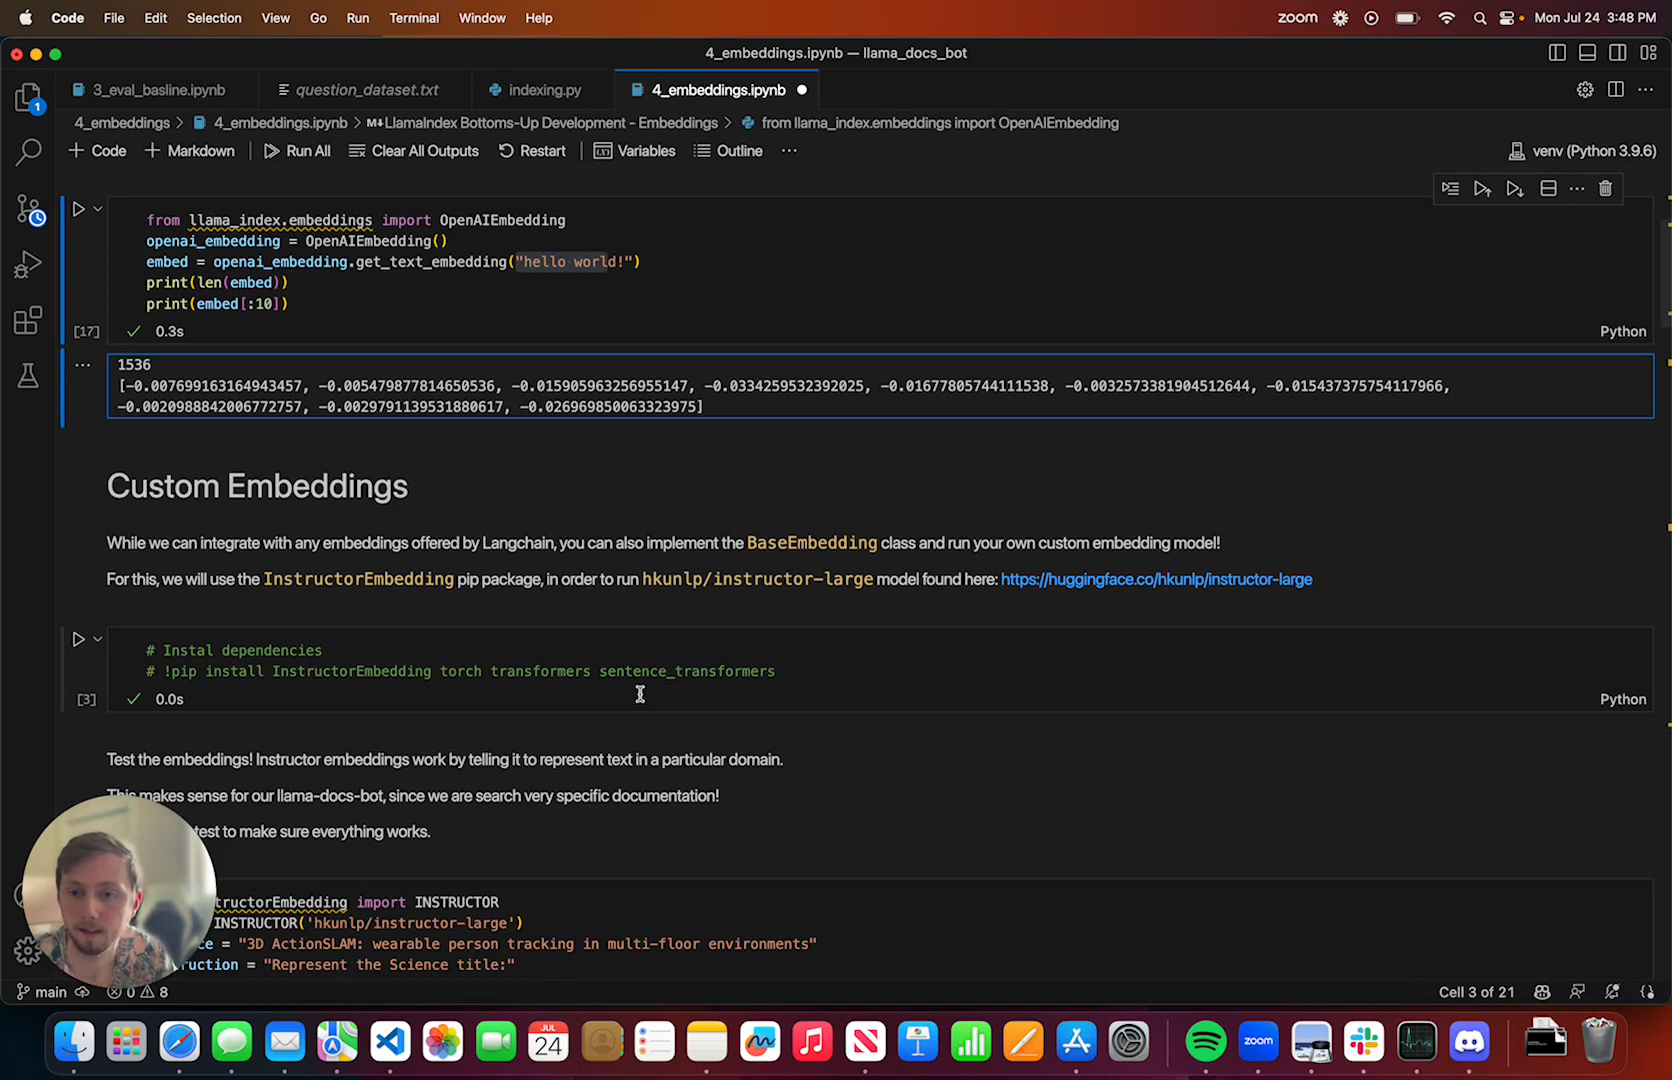 Code File Edit Selection View Go Run Terminal Window Help zoom Mon Jul 24 3:48 PM
4_embeddings.ipynb — llama_docs_bot
3_eval_basline.ipynb question_dataset.txt indexing.py 4_embeddings.ipynb
1
4_embeddings > 4_embeddings.ipynb > M↓LlamaIndex Bottoms-Up Development - Embeddings > from llama_index.embeddings import OpenAIEmbedding
+ Code + Markdown Run All Clear All Outputs Restart Variables Outline ··· venv (Python 3.9.6)
from llama_index.embeddings import OpenAIEmbedding
openai_embedding = OpenAIEmbedding()
embed = openai_embedding.get_text_embedding("hello world!")
print(len(embed))
print(embed[:10])
[17] 0.3s Python
1536
[-0.007699163164943457, -0.005479877814650536, -0.015905963256955147, -0.0334259532392025, -0.01677805744111538, -0.0032573381904512644, -0.015437375754117966,
-0.0020988842006772757, -0.0029791139531880617, -0.026969850063323975]
Custom Embeddings
While we can integrate with any embeddings offered by Langchain, you can also implement the BaseEmbedding class and run your own custom embedding model!
For this, we will use the InstructorEmbedding pip package, in order to run hkunlp/instructor-large model found here: https://huggingface.co/hkunlp/instructor-large
# Instal dependencies
# !pip install InstructorEmbedding torch transformers sentence_transformers
[3] 0.0s Python
Test the embeddings! Instructor embeddings work by telling it to represent text in a particular domain.
This makes sense for our llama-docs-bot, since we are search very specific documentation!
test to make sure everything works.
structorEmbedding import INSTRUCTOR
INSTRUCTOR('hkunlp/instructor-large')
ce = "3D ActionSLAM: wearable person tracking in multi-floor environments"
ruction = "Represent the Science title:"
main 0 8 Cell 3 of 21
JUL
24
zoom